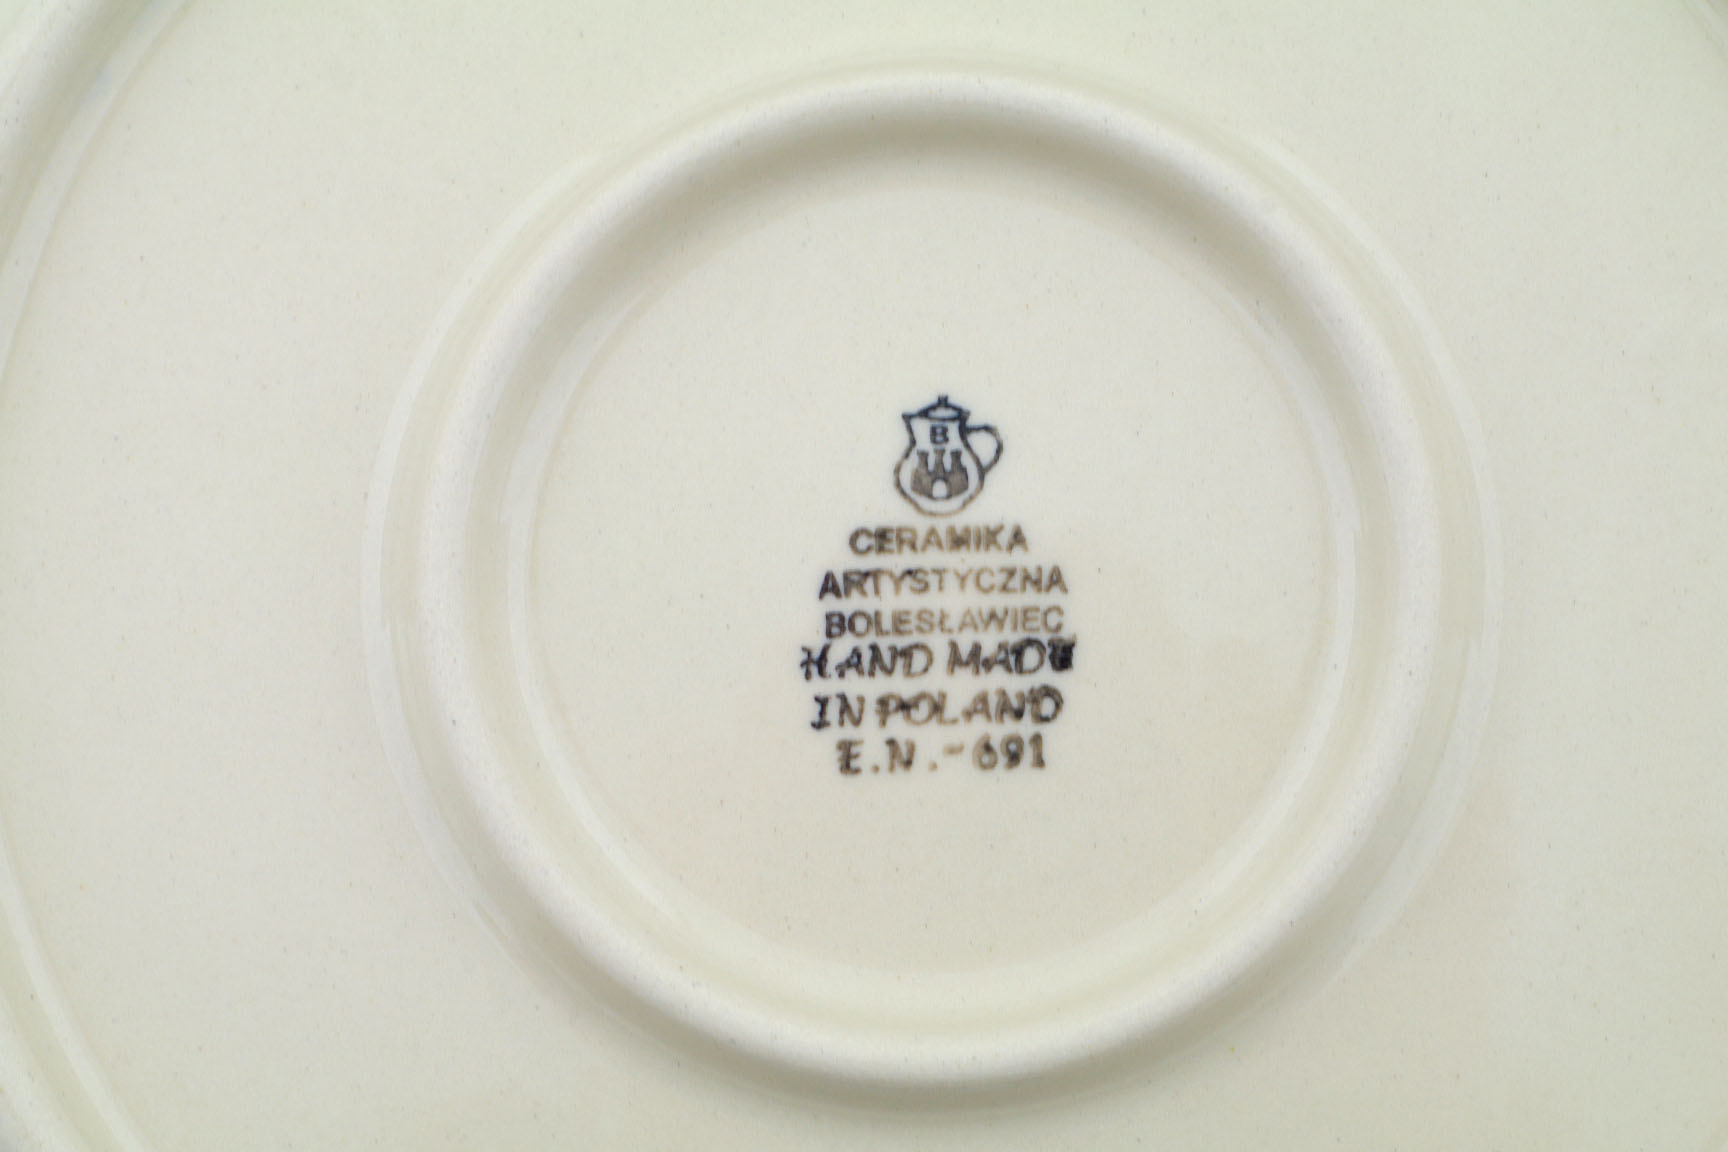 B
CERAMIKA
ARTYSTYCZNA
BOLESŁAWIEC
HAND MADE
IN POLAND
E.N.-691